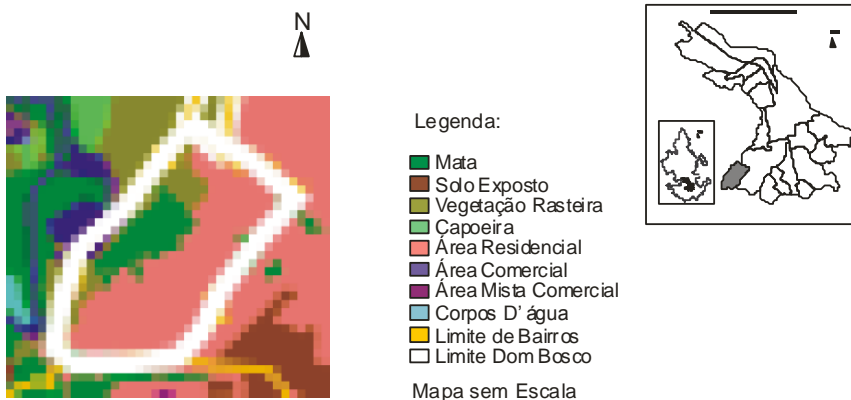 N
Legenda:
Mata
Solo Exposto
Vegetação Rasteira
Capoeira
Área Residencial
Área Comercial
Área Mista Comercial
Corpos D' água
Limite de Bairros
Limite Dom Bosco
Mapa sem Escala